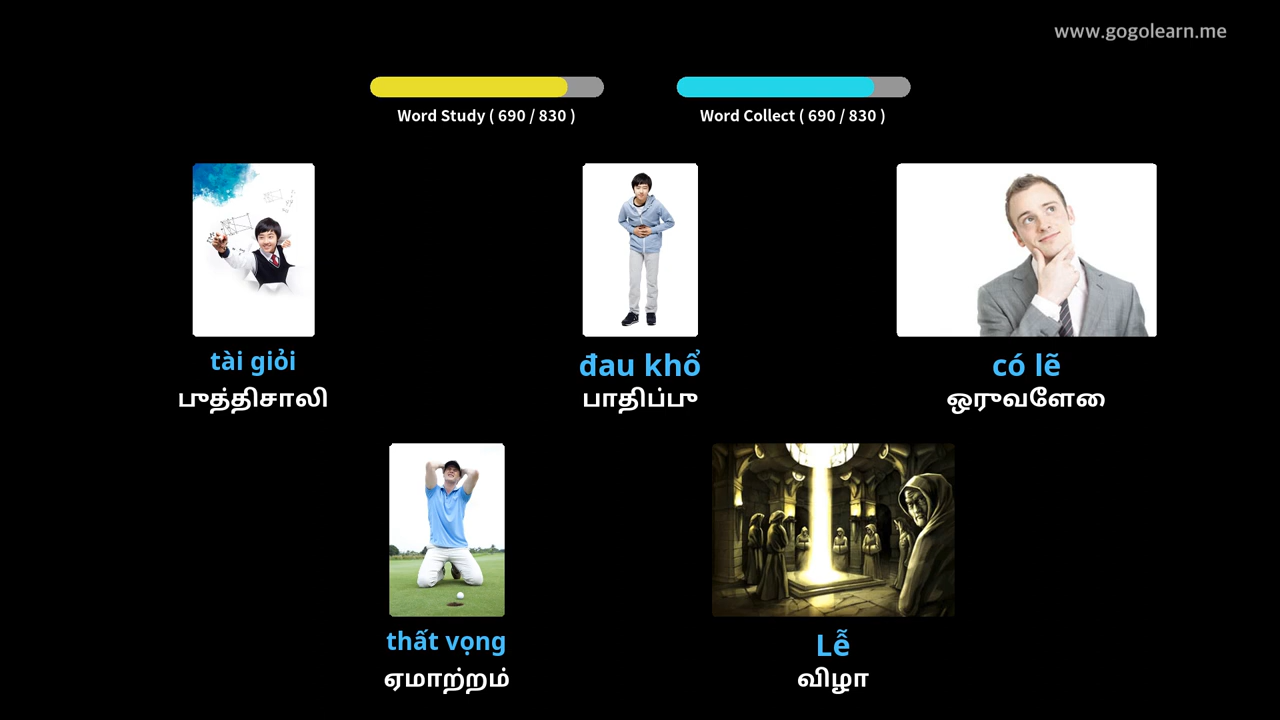 www.gogolearn.me
Word Study ( 690 / 830 )
Word Collect ( 690 / 830 )
tài giỏi
புத்திசாலி
đau khổ
பாதிப்பு
có lẽ
ஒருவேளை
thất vọng
ஏமாற்றம்
Lễ
விழா